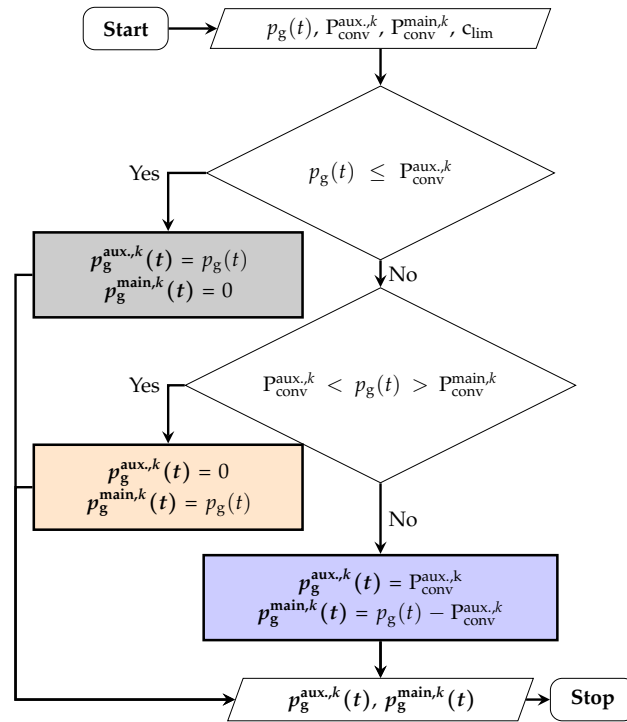 Start
p_g(t), P_conv^aux.,k, P_conv^main,k, c_lim
p_g(t) ≤ P_conv^aux.,k
Yes
p_g^aux.,k(t) = p_g(t)
p_g^main,k(t) = 0
No
P_conv^aux.,k < p_g(t) > P_conv^main,k
Yes
p_g^aux.,k(t) = 0
p_g^main,k(t) = p_g(t)
No
p_g^aux.,k(t) = P_conv^aux.,k
p_g^main,k(t) = p_g(t) − P_conv^aux.,k
p_g^aux.,k(t), p_g^main,k(t)
Stop